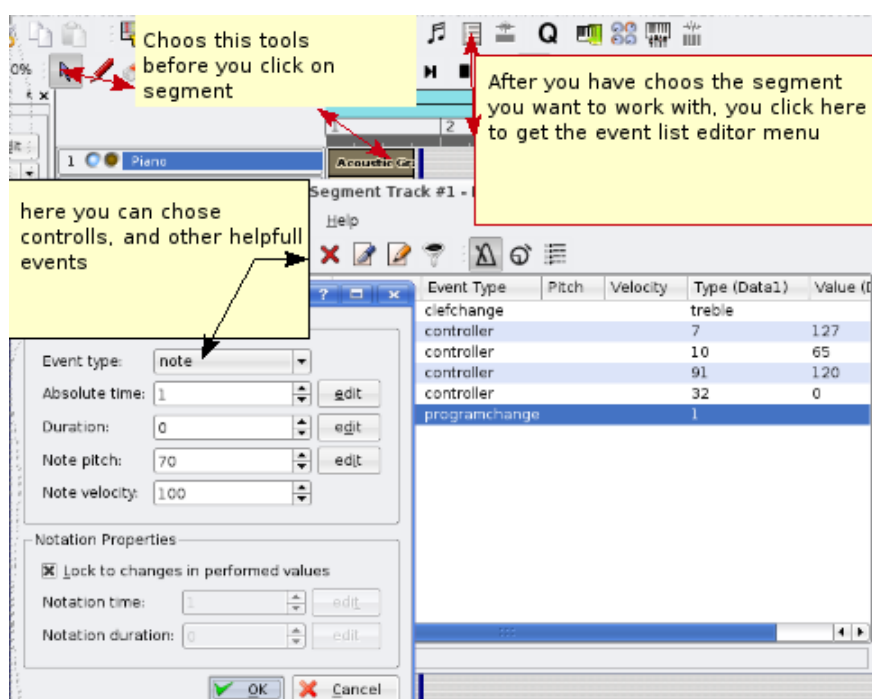 Choos this tools
before you click on
segment
Q
0%
After you have choos the segment
you want to work with, you click here
to get the event list editor menu
2
1 Piano
Acoustic
Segment Track #1 -
here you can chose
controlls, and other helpfull
events
Help
Event Type Pitch Velocity Type (Data1) Value (
clefchange treble
controller 7 127
controller 10 65
controller 91 120
controller 32 0
programchange 1
Event type: note
Absolute time: 1 edit
Duration: 0 edit
Note pitch: 70 edit
Note velocity: 100
Notation Properties
Lock to changes in performed values
Notation time: 1 edit
Notation duration: 0 edit
OK Cancel